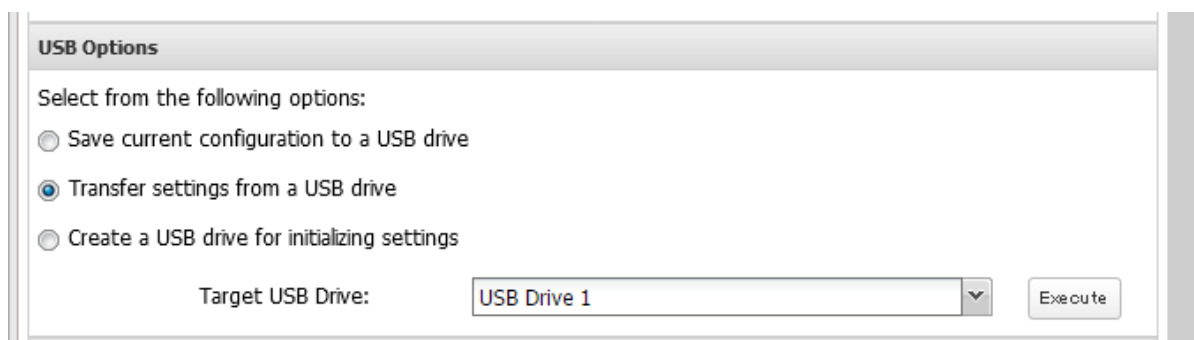 USB Options
Select from the following options:
Save current configuration to a USB drive
Transfer settings from a USB drive
Create a USB drive for initializing settings
Target USB Drive: USB Drive 1 Execute